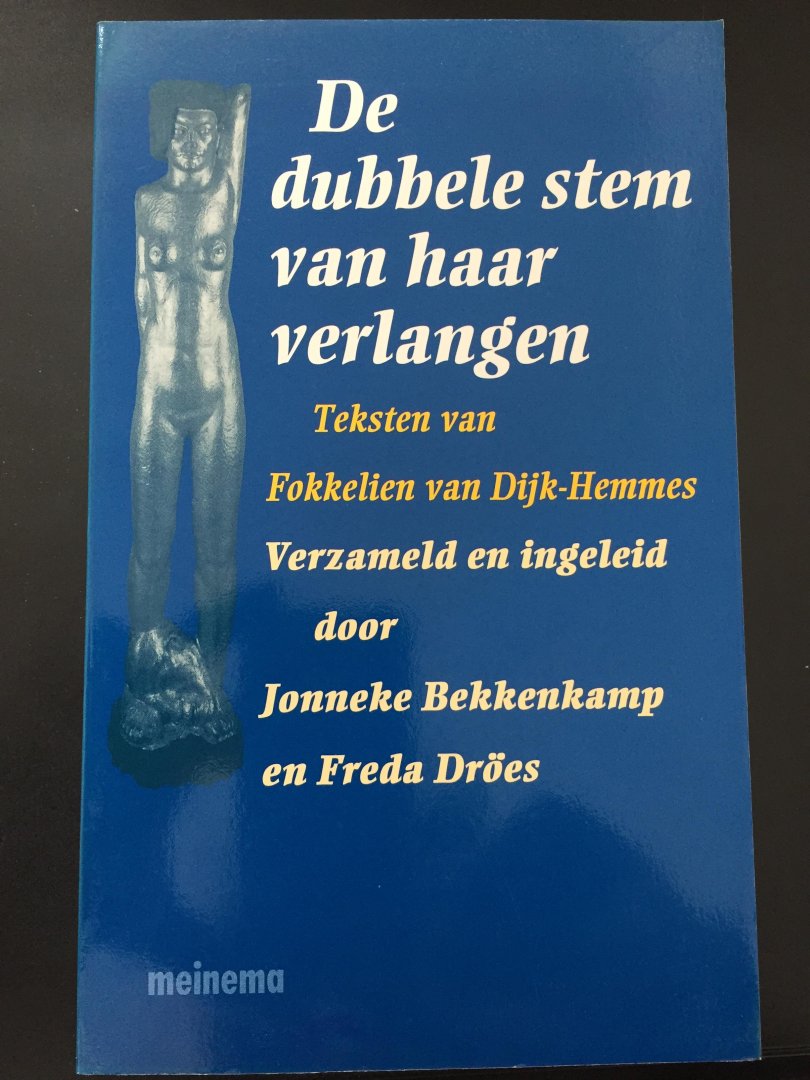 De
dubbele stem
van haar
verlangen
Teksten van
Fokkelien van Dijk-Hemmes
Verzameld en ingeleid
door
Jonneke Bekkenkamp
en Freda Dröes
meinema